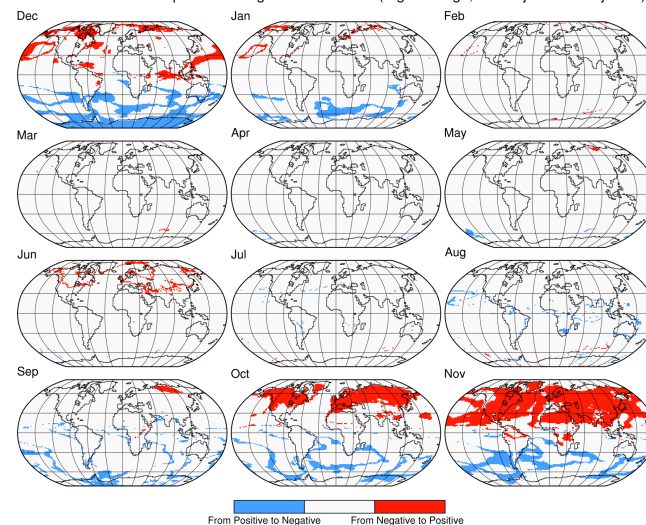 Dec Jan Feb
Mar Apr May
Jun Jul Aug
Sep Oct Nov
From Positive to Negative From Negative to Positive